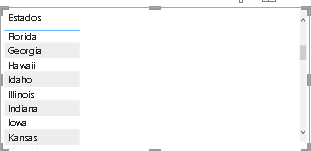 Estados
Florida
Georgia
Hawaii
Idaho
Illinois
Indiana
Iowa
Kansas